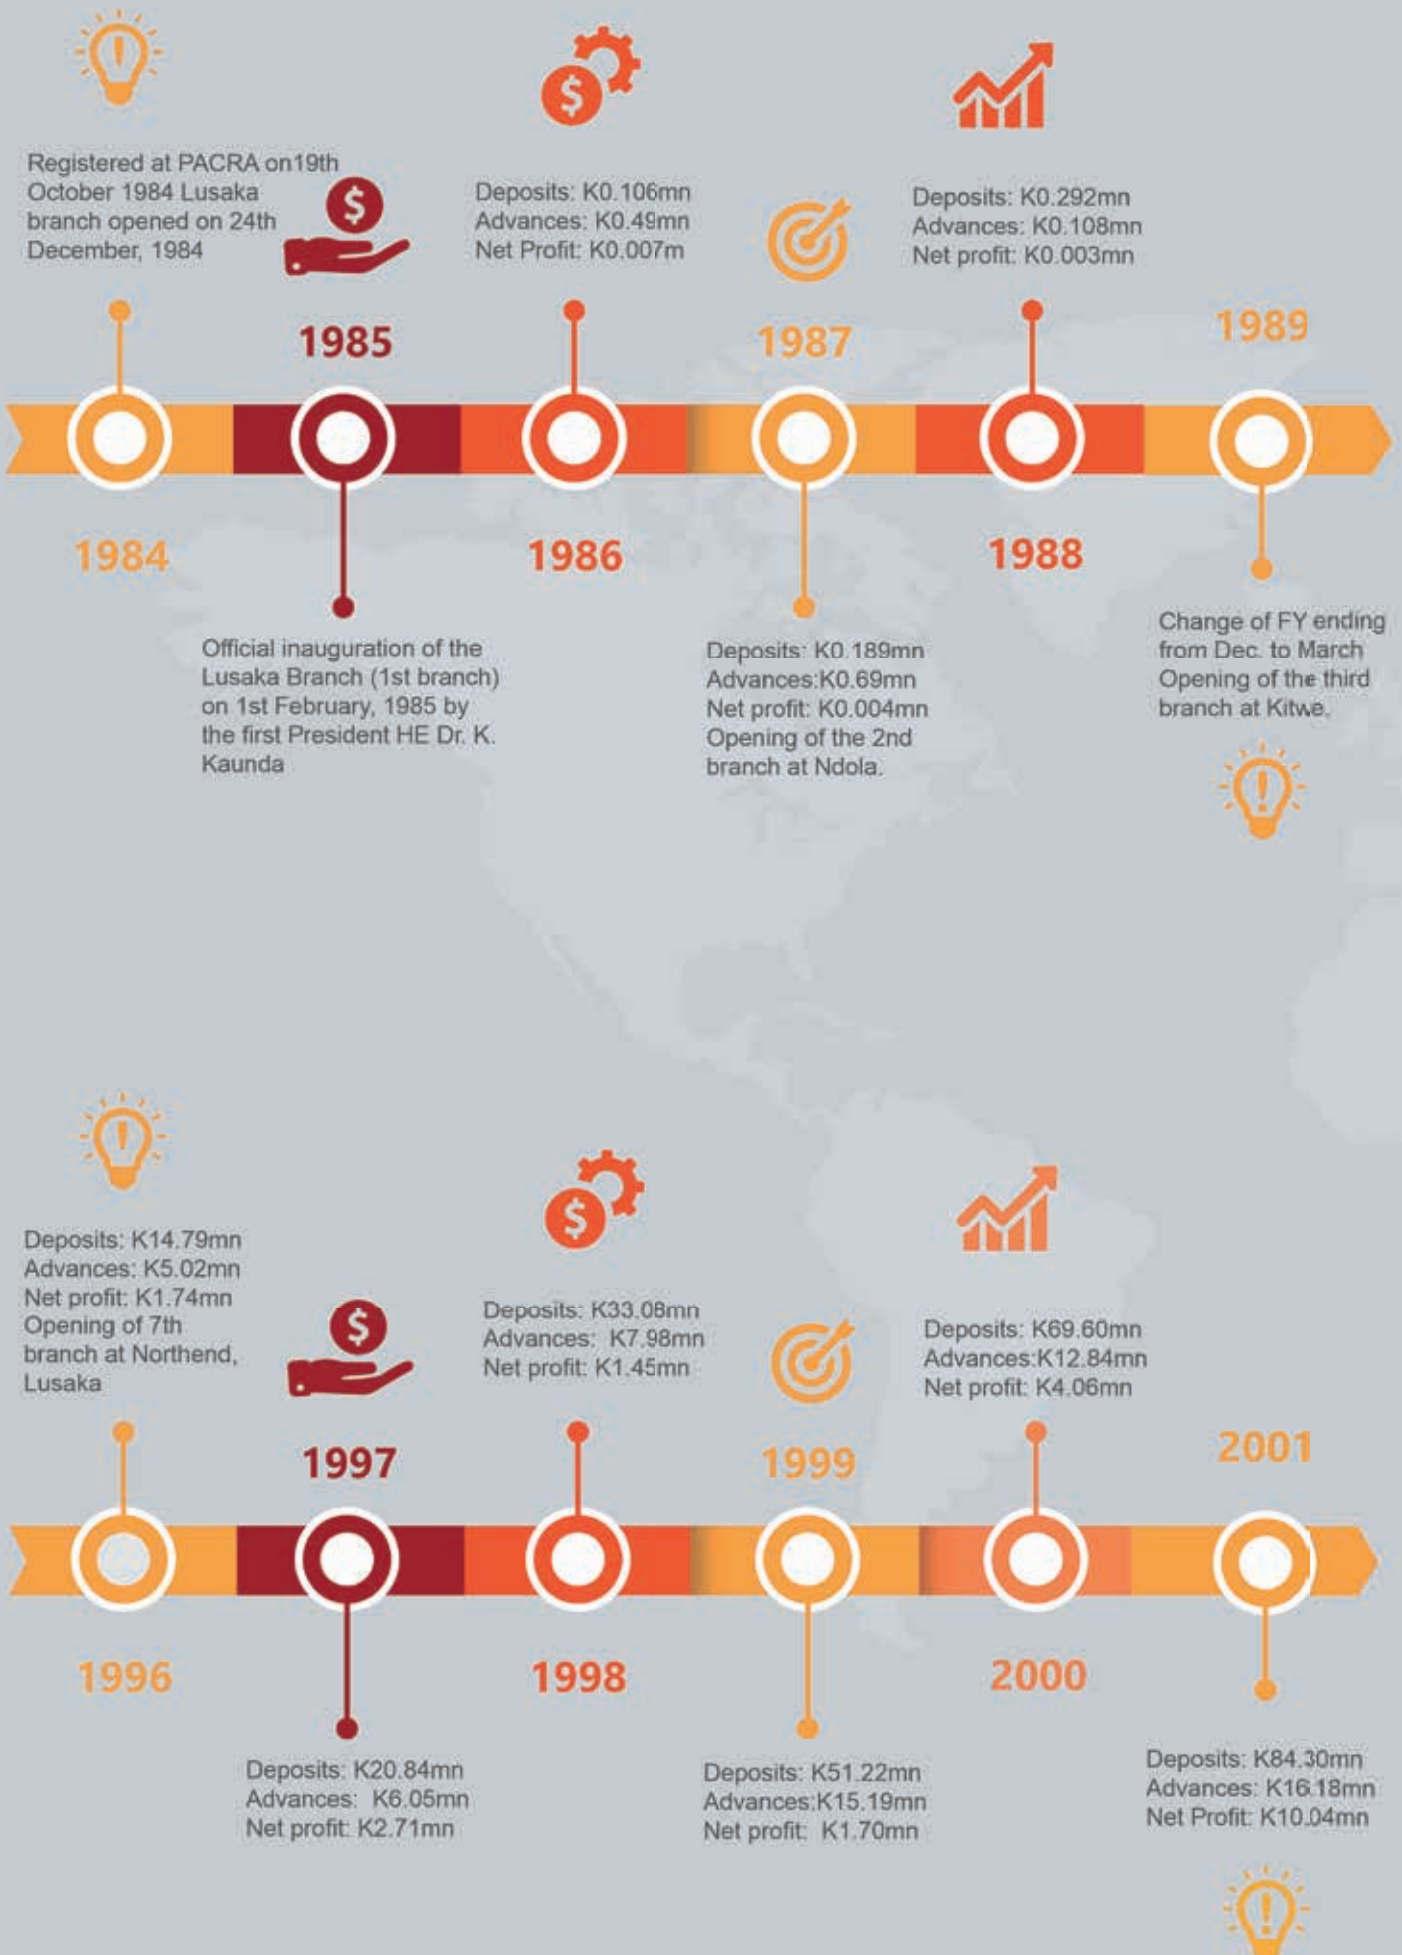 Registered at PACRA on19th
October 1984 Lusaka
branch opened on 24th
December, 1984
1984
1985
Official inauguration of the
Lusaka Branch (1st branch)
on 1st February, 1985 by
the first President HE Dr. K.
Kaunda
Deposits: K0.106mn
Advances: K0.49mn
Net Profit: K0.007m
1986
1987
Deposits: K0.189mn
Advances:K0.69mn
Net profit: K0.004mn
Opening of the 2nd
branch at Ndola.
Deposits: K0.292mn
Advances: K0.108mn
Net profit: K0.003mn
1988
1989
Change of FY ending
from Dec. to March
Opening of the third
branch at Kitwe.
Deposits: K14.79mn
Advances: K5.02mn
Net profit: K1.74mn
Opening of 7th
branch at Northend,
Lusaka
1996
1997
Deposits: K20.84mn
Advances: K6.05mn
Net profit: K2.71mn
Deposits: K33.08mn
Advances: K7.98mn
Net profit: K1.45mn
1998
1999
Deposits: K51.22mn
Advances:K15.19mn
Net profit: K1.70mn
Deposits: K69.60mn
Advances:K12.84mn
Net profit: K4.06mn
2000
2001
Deposits: K84.30mn
Advances: K16.18mn
Net Profit: K10.04mn